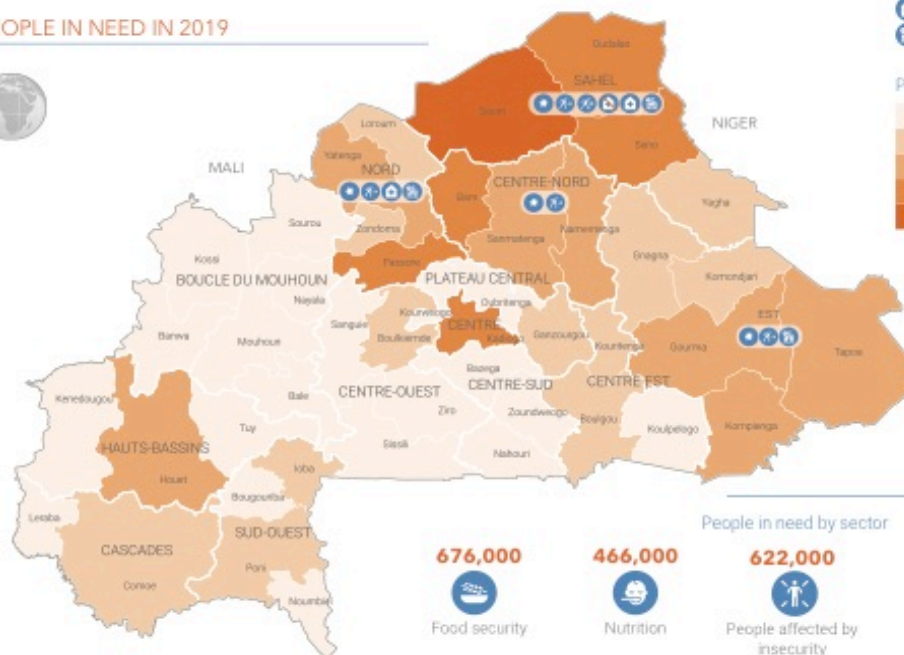 OPLE IN NEED IN 2019
Oudalan
SAHEL
Soum
NIGER
Loroum
Seno
Yatenga
MALI
NORD
CENTRE-NORD
Bam
Yagha
Sourou
Zondoma
Sanmatenga
Namentenga
Gnagna
Kossi
Passore
Komondjari
BOUCLE DU MOUHOUN
PLATEAU CENTRAL
Nayala
Oubritenga
Kourweogo
EST
Sanguie
CENTRE
Banwa
Mouhoun
Boulkiemde
Kadiogo
Ganzourgou
Kouritenga
Gourma
Tapoa
Bazega
Kenedougou
CENTRE-OUEST
CENTRE-SUD
CENTRE EST
Bale
Ziro
Zoundweogo
Boulgou
Tuy
Koulpelogo
Kompienga
HAUTS-BASSINS
Sissili
Nahouri
Ioba
Houet
Bougouriba
Leraba
SUD-OUEST
People in need by sector
CASCADES
676,000
466,000
622,000
Comoe
Poni
Noumbiel
Food security
Nutrition
People affected by
insecurity